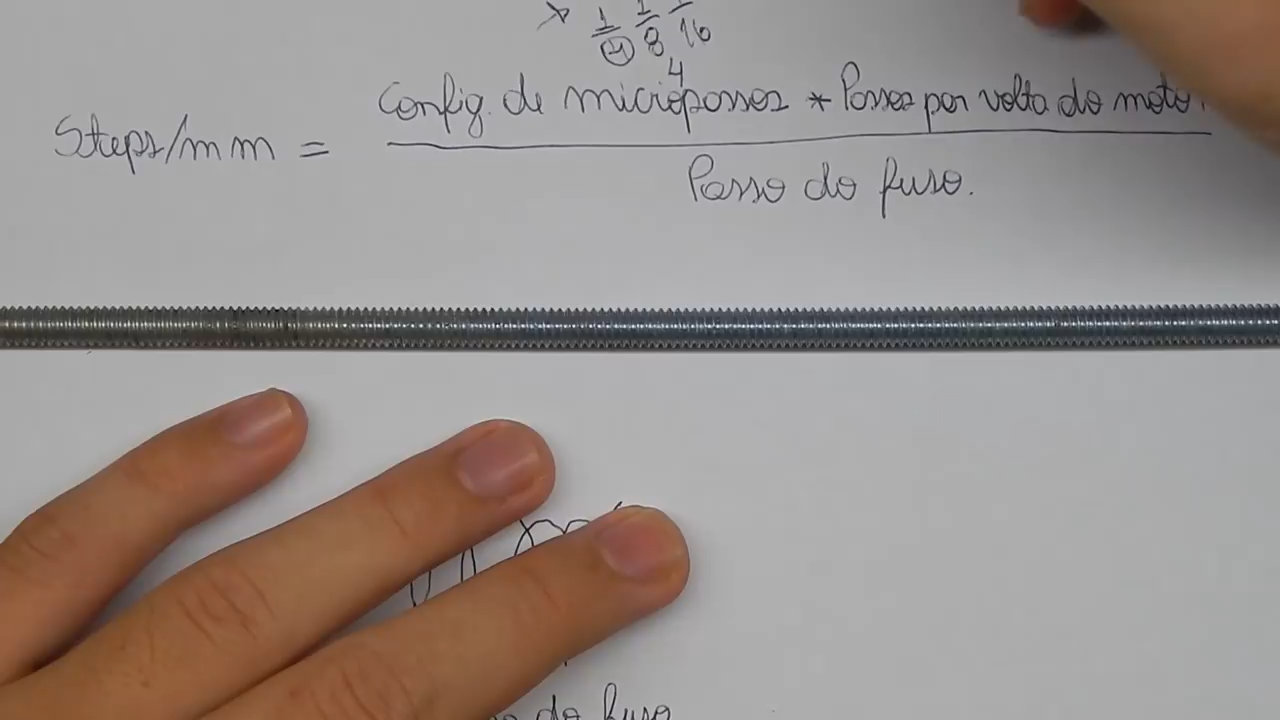 1/4 1/8 1/16
4
Config. de micropassos * Passos por volta do motor
Steps/mm =
Passo do fuso.
do fuso